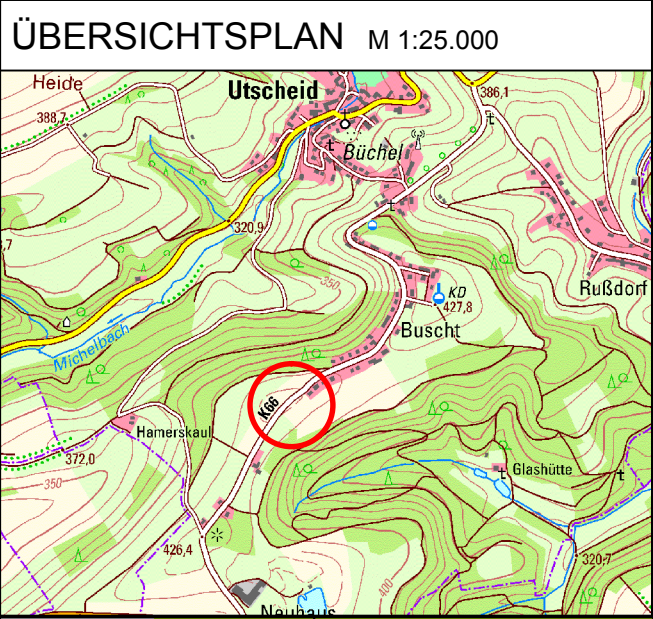 ÜBERSICHTSPLAN M 1:25.000
Heide
Utscheid
386,1
388,7
Büchel
320,9
,7
350
KD
427,8
Rußdorf
Buscht
Michelbach
K66
Hamerskaul
372,0
350
Glashütte
426,4
320,7
400
Neuhaus